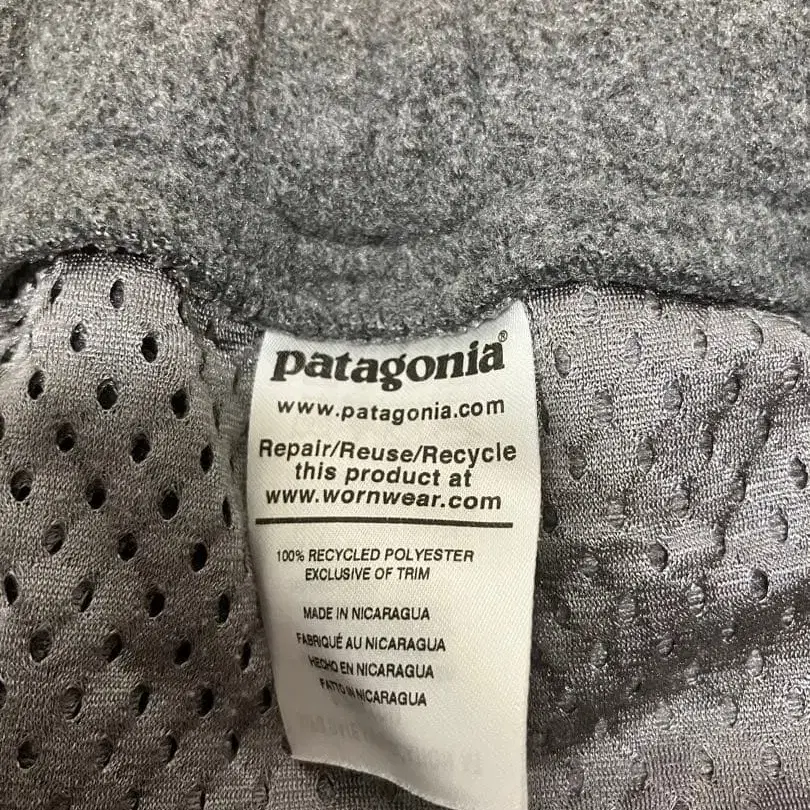 patagonia®
www.patagonia.com
Repair/Reuse/Recycle
this product at
www.wornwear.com
100% RECYCLED POLYESTER
EXCLUSIVE OF TRIM
MADE IN NICARAGUA
FABRIQUÉ AU NICARAGUA
HECHO EN NICARAGUA
FATTO IN NICARAGUA